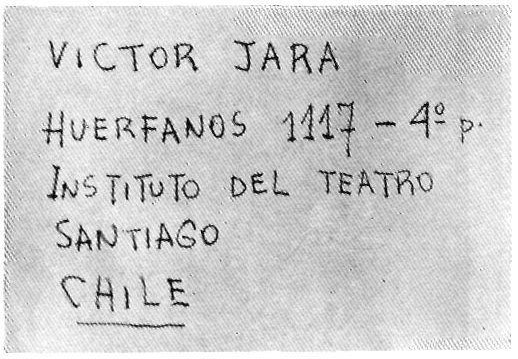 VICTOR JARA
HUERFANOS 1117 - 4º p.
INSTITUTO DEL TEATRO
SANTIAGO
CHILE